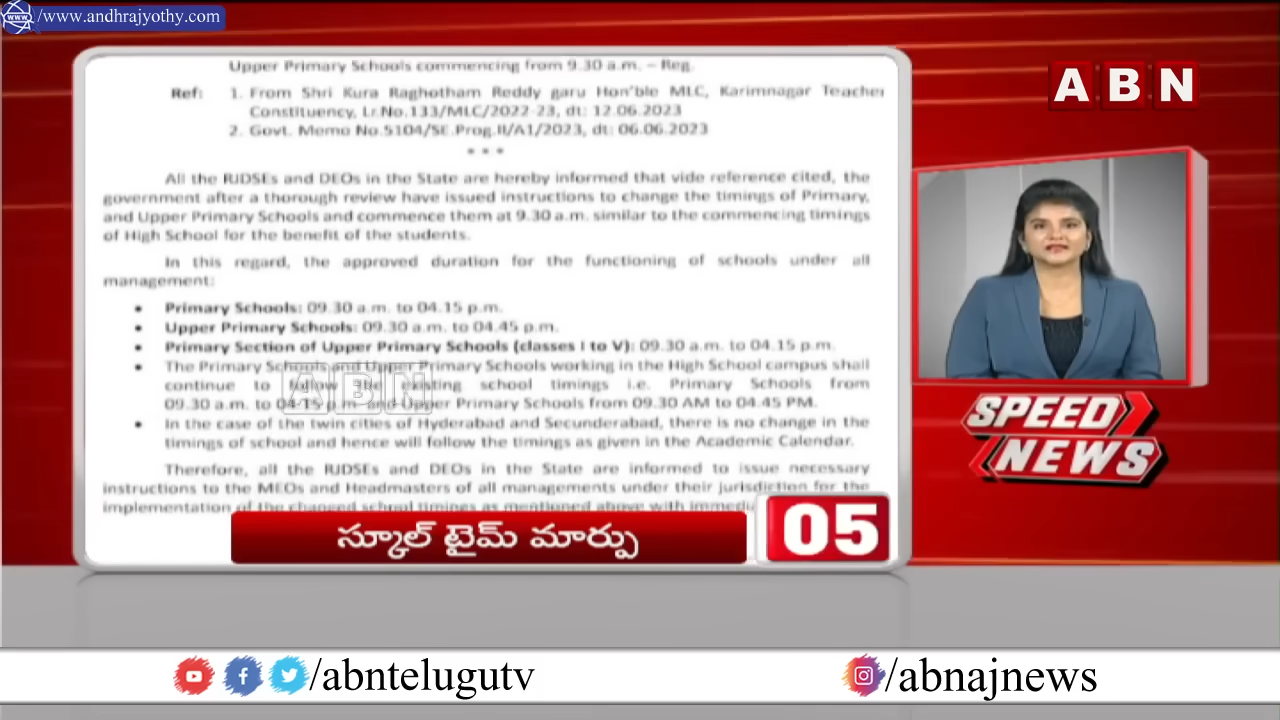 /www.andhrajyothy.com
Upper Primary Schools commencing from 9.30 a.m. – Reg.
Ref: 1. From Shri Kura Raghotham Reddy garu Hon'ble MLC, Karimnagar Teacher
Constituency, Lr.No.133/MLC/2022-23, dt: 12.06.2023
2. Govt. Memo No.5104/SE.Prog.II/A1/2023, dt: 06.06.2023
* * *
All the RJDSEs and DEOs in the State are hereby informed that vide reference cited, the
government after a thorough review have issued instructions to change the timings of Primary,
and Upper Primary Schools and commence them at 9.30 a.m. similar to the commencing timings
of High School for the benefit of the students.
In this regard, the approved duration for the functioning of schools under all
management:
• Primary Schools: 09.30 a.m. to 04.15 p.m.
• Upper Primary Schools: 09.30 a.m. to 04.45 p.m.
• Primary Section of Upper Primary Schools (classes I to V): 09.30 a.m. to 04.15 p.m.
• The Primary Schools and Upper Primary Schools working in the High School campus shall
continue to follow the existing school timings i.e. Primary Schools from
09.30 a.m. to 04.15 p.m and Upper Primary Schools from 09.30 AM to 04.45 PM.
• In the case of the twin cities of Hyderabad and Secunderabad, there is no change in the
timings of school and hence will follow the timings as given in the Academic Calendar.
Therefore, all the RJDSEs and DEOs in the State are informed to issue necessary
instructions to the MEOs and Headmasters of all managements under their jurisdiction for the
implementation of the changed school timings as mentioned above with
ABN
స్కూల్ టైమ్ మార్పు
05
ABN
SPEED
NEWS
/abntelugutv
/abnajnews